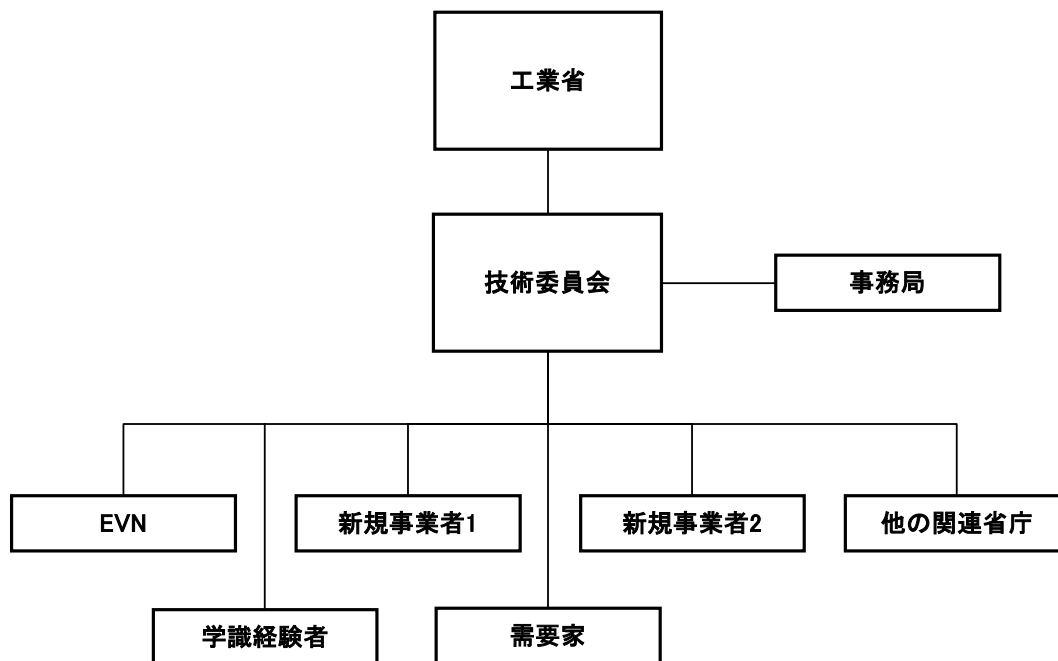 工業省
技術委員会
事務局
EVN
新規事業者1
新規事業者2
他の関連省庁
学識経験者
需要家